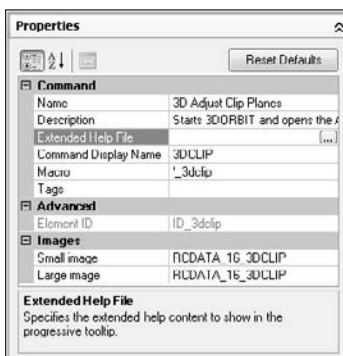 Properties
Reset Defaults
Command
Name 3D Adjust Clip Planes
Description Starts 3DORBIT and opens the A
Extended Help File ...
Command Display Name 3DCLIP
Macro '_3dclip
Tags
Advanced
Element ID ID_3dclip
Images
Small image RCDATA_16_3DCLIP
Large image RCDATA_16_3DCLIP
Extended Help File
Specifies the extended help content to show in the
progressive tooltip.